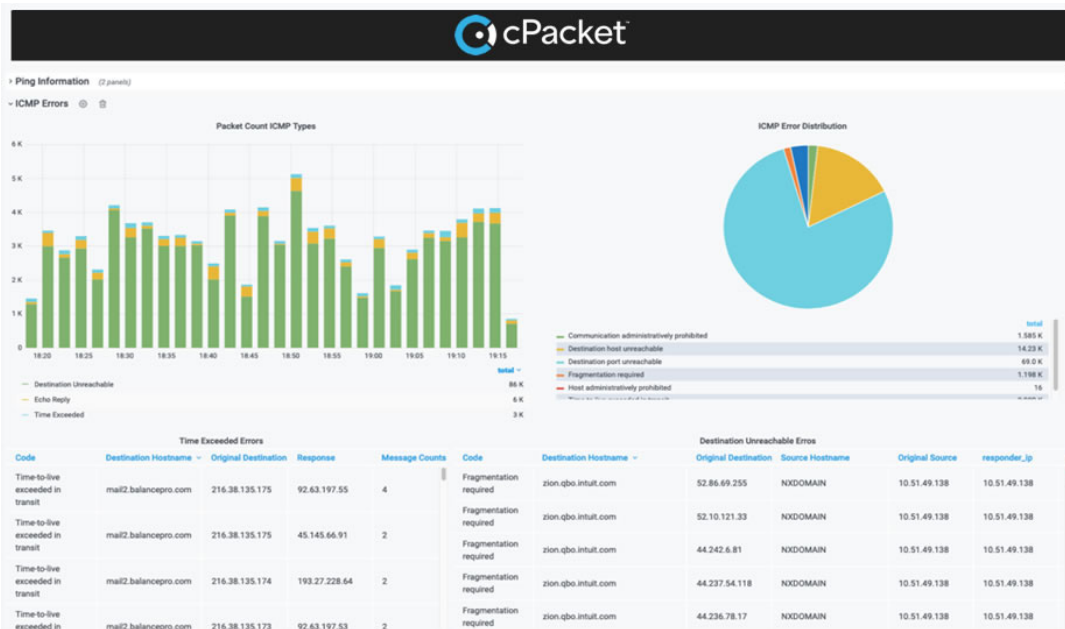 cPacket
Ping Information (2 panels)
ICMP Errors
Packet Count ICMP Types
6 K
5 K
4 K
3 K
2 K
1 K
0
18:20 18:25 18:30 18:35 18:40 18:45 18:50 18:55 19:00 19:05 19:10 19:15
total
Destination Unreachable 86 K
Echo Reply 6 K
Time Exceeded 3 K
ICMP Error Distribution
total
Communication administratively prohibited 1.585 K
Destination host unreachable 14.23 K
Destination port unreachable 69.0 K
Fragmentation required 1.198 K
Host administratively prohibited 16
Time Exceeded Errors
Code Destination Hostname Original Destination Response Message Counts
Time-to-live
exceeded in mail2.balancepro.com 216.38.135.175 92.63.197.55 4
transit
Time-to-live
exceeded in mail2.balancepro.com 216.38.135.175 45.145.66.91 2
transit
Time-to-live
exceeded in mail2.balancepro.com 216.38.135.174 193.27.228.64 2
transit
Time-to-live
exceeded in mail2.balancepro.com 216.38.135.173 92.63.197.53 2
Destination Unreachable Erros
Code Destination Hostname Original Destination Source Hostname Original Source responder_ip
Fragmentation
required zion.qbo.intuit.com 52.86.69.255 NXDOMAIN 10.51.49.138 10.51.49.138
Fragmentation
required zion.qbo.intuit.com 52.10.121.33 NXDOMAIN 10.51.49.138 10.51.49.138
Fragmentation
required zion.qbo.intuit.com 44.242.6.81 NXDOMAIN 10.51.49.138 10.51.49.138
Fragmentation
required zion.qbo.intuit.com 44.237.54.118 NXDOMAIN 10.51.49.138 10.51.49.138
Fragmentation
required zion.qbo.intuit.com 44.236.78.17 NXDOMAIN 10.51.49.138 10.51.49.138